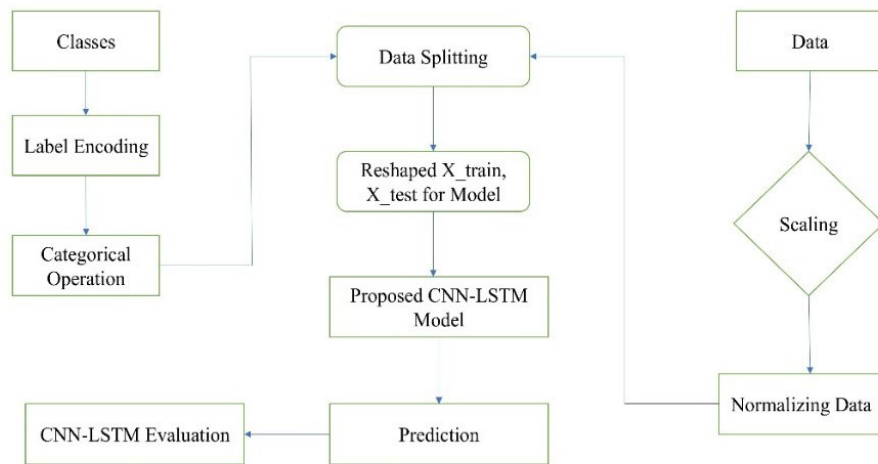 Classes
Data Splitting
Data
Label Encoding
Reshaped X_train,
X_test for Model
Scaling
Categorical
Operation
Proposed CNN-LSTM
Model
Normalizing Data
CNN-LSTM Evaluation
Prediction